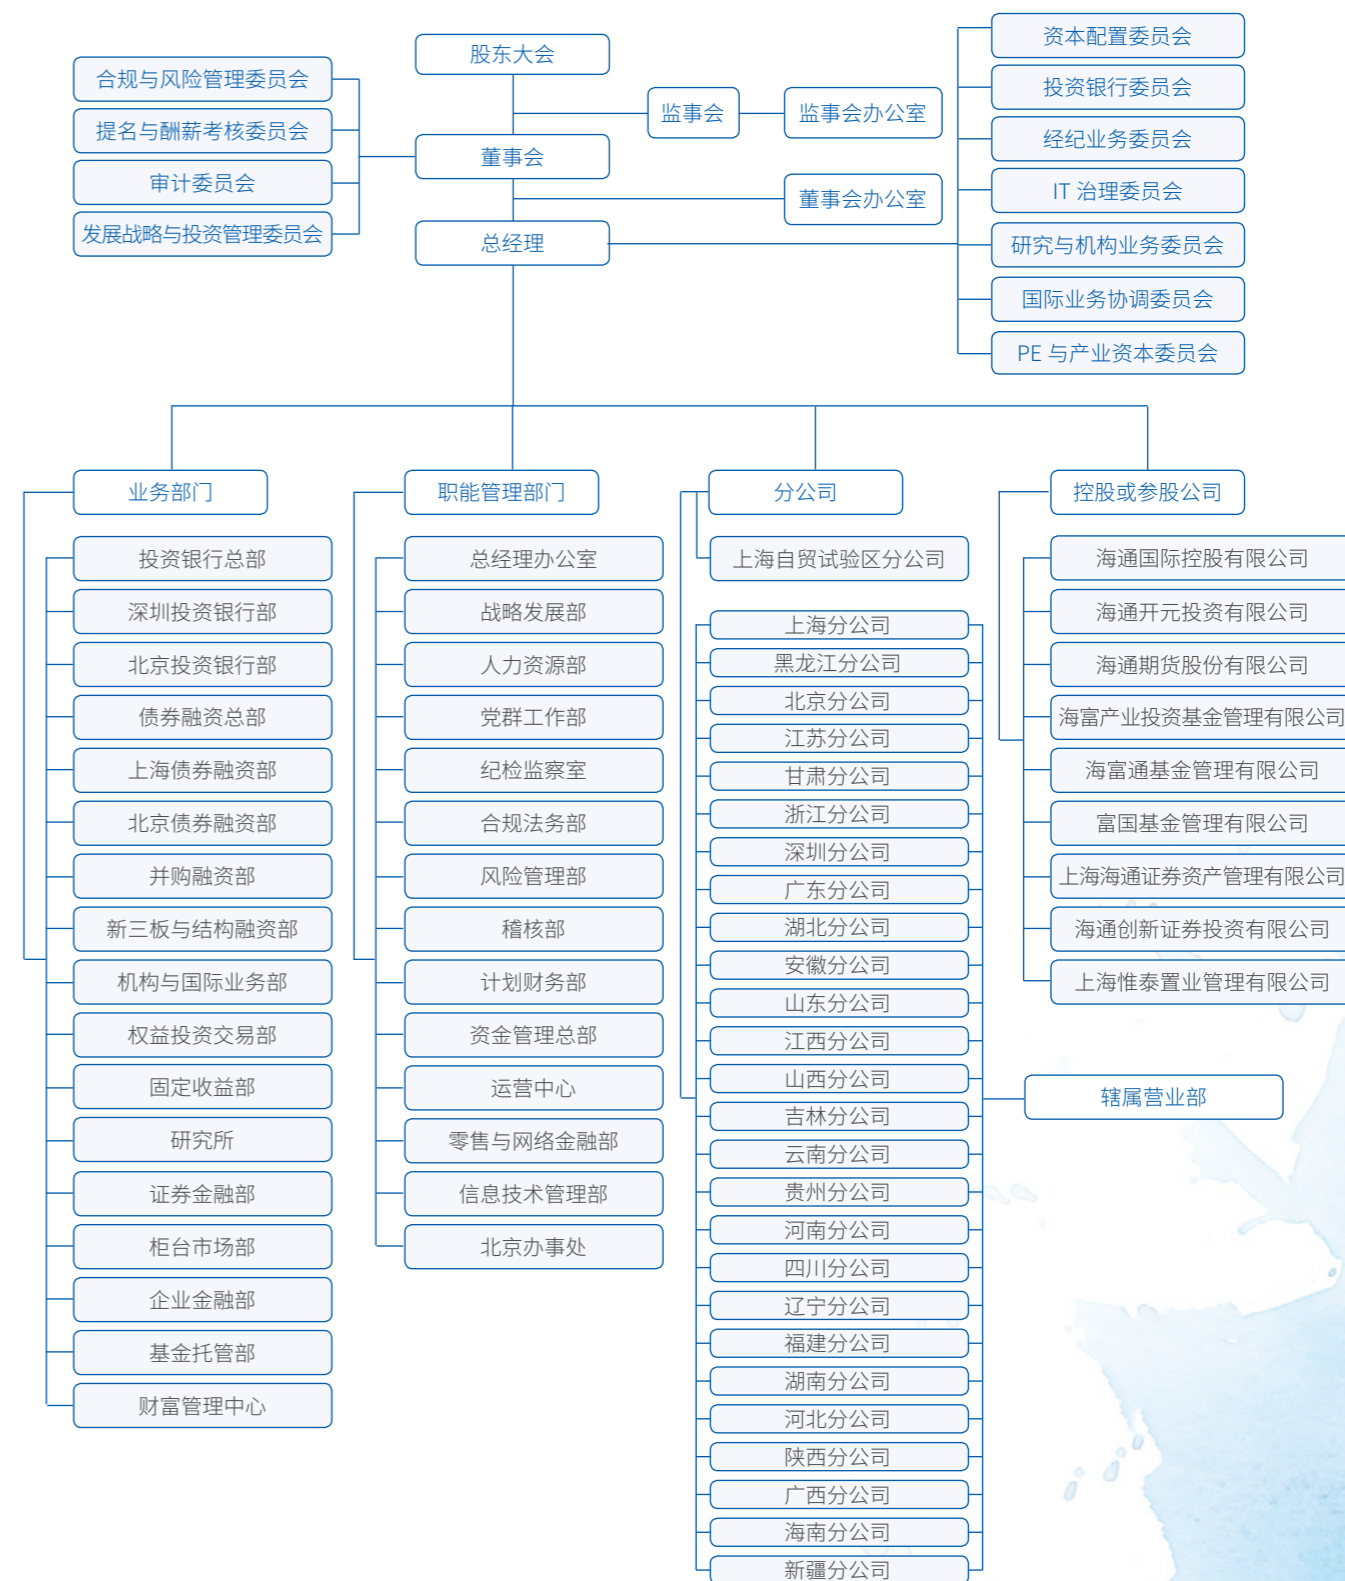 股东大会
合规与风险管理委员会
提名与酬薪考核委员会
审计委员会
发展战略与投资管理委员会
监事会
监事会办公室
董事会
董事会办公室
总经理
资本配置委员会
投资银行委员会
经纪业务委员会
IT 治理委员会
研究与机构业务委员会
国际业务协调委员会
PE 与产业资本委员会
业务部门
投资银行总部
深圳投资银行部
北京投资银行部
债券融资总部
上海债券融资部
北京债券融资部
并购融资部
新三板与结构融资部
机构与国际业务部
权益投资交易部
固定收益部
研究所
证券金融部
柜台市场部
企业金融部
基金托管部
财富管理中心
职能管理部门
总经理办公室
战略发展部
人力资源部
党群工作部
纪检监察室
合规法务部
风险管理部
稽核部
计划财务部
资金管理总部
运营中心
零售与网络金融部
信息技术管理部
北京办事处
分公司
上海自贸试验区分公司
上海分公司
黑龙江分公司
北京分公司
江苏分公司
甘肃分公司
浙江分公司
深圳分公司
广东分公司
湖北分公司
安徽分公司
山东分公司
江西分公司
山西分公司
吉林分公司
云南分公司
贵州分公司
河南分公司
四川分公司
辽宁分公司
福建分公司
湖南分公司
河北分公司
陕西分公司
广西分公司
海南分公司
新疆分公司
控股或参股公司
海通国际控股有限公司
海通开元投资有限公司
海通期货股份有限公司
海富产业投资基金管理有限公司
海富通基金管理有限公司
富国基金管理有限公司
上海海通证券资产管理有限公司
海通创新证券投资有限公司
上海惟泰置业管理有限公司
辖属营业部